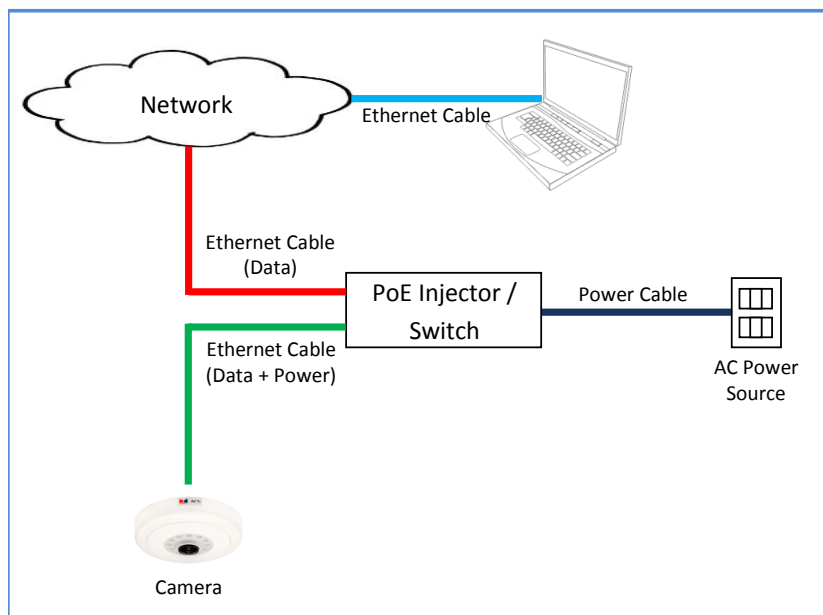 Network
Ethernet Cable
Ethernet Cable
(Data)
PoE Injector /
Switch
Power Cable
Ethernet Cable
(Data + Power)
AC Power
Source
Camera